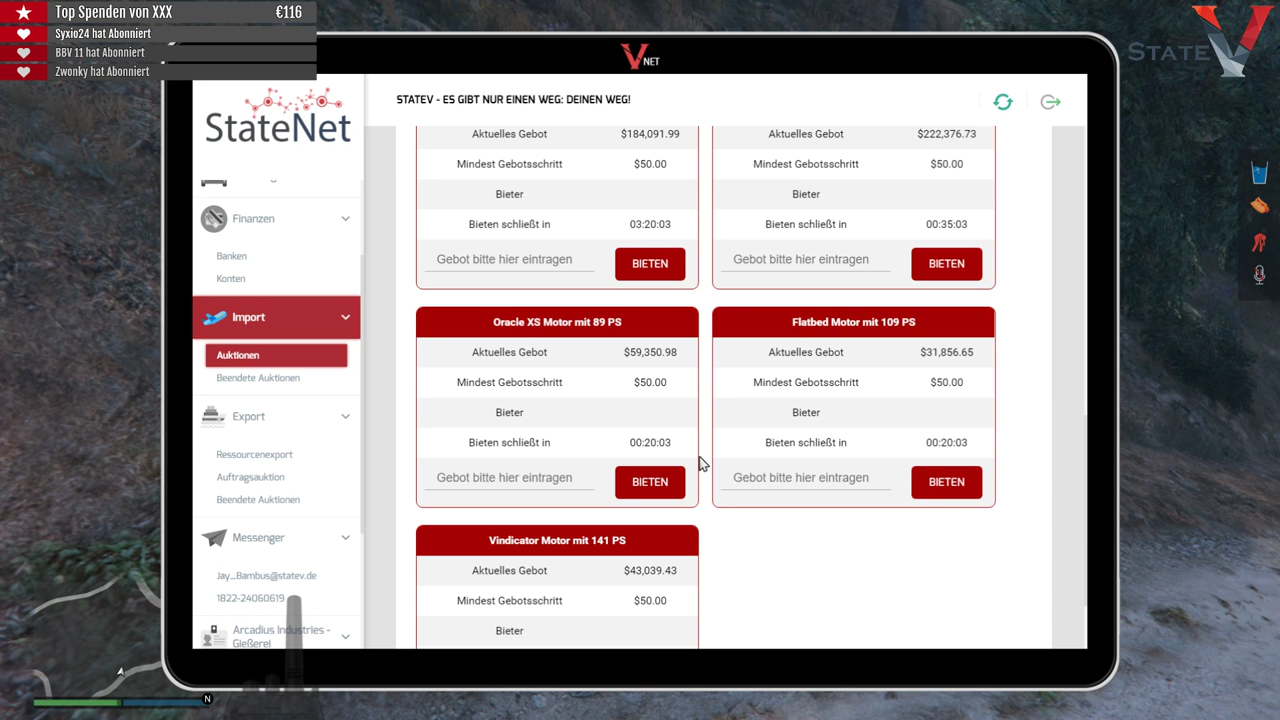 Top Spenden von XXX €116
Syxio24 hat Abonniert
BBV 11 hat Abonniert
Zwonky hat Abonniert
STATEV
V NET
StateNet
STATEV - ES GIBT NUR EINEN WEG: DEINEN WEG!
Finanzen
Banken
Konten
Import
Auktionen
Beendete Auktionen
Export
Ressourcenexport
Auftragsauktion
Beendete Auktionen
Messenger
Jay_Bambus@statev.de
1822-24060619
Arcadius Industries -
Gießerei
Aktuelles Gebot $184,091.99
Mindest Gebotsschritt $50.00
Bieter
Bieten schließt in 03:20:03
Gebot bitte hier eintragen BIETEN
Aktuelles Gebot $222,376.73
Mindest Gebotsschritt $50.00
Bieter
Bieten schließt in 00:35:03
Gebot bitte hier eintragen BIETEN
Oracle XS Motor mit 89 PS
Aktuelles Gebot $59,350.98
Mindest Gebotsschritt $50.00
Bieter
Bieten schließt in 00:20:03
Gebot bitte hier eintragen BIETEN
Flatbed Motor mit 109 PS
Aktuelles Gebot $31,856.65
Mindest Gebotsschritt $50.00
Bieter
Bieten schließt in 00:20:03
Gebot bitte hier eintragen BIETEN
Vindicator Motor mit 141 PS
Aktuelles Gebot $43,039.43
Mindest Gebotsschritt $50.00
Bieter
N